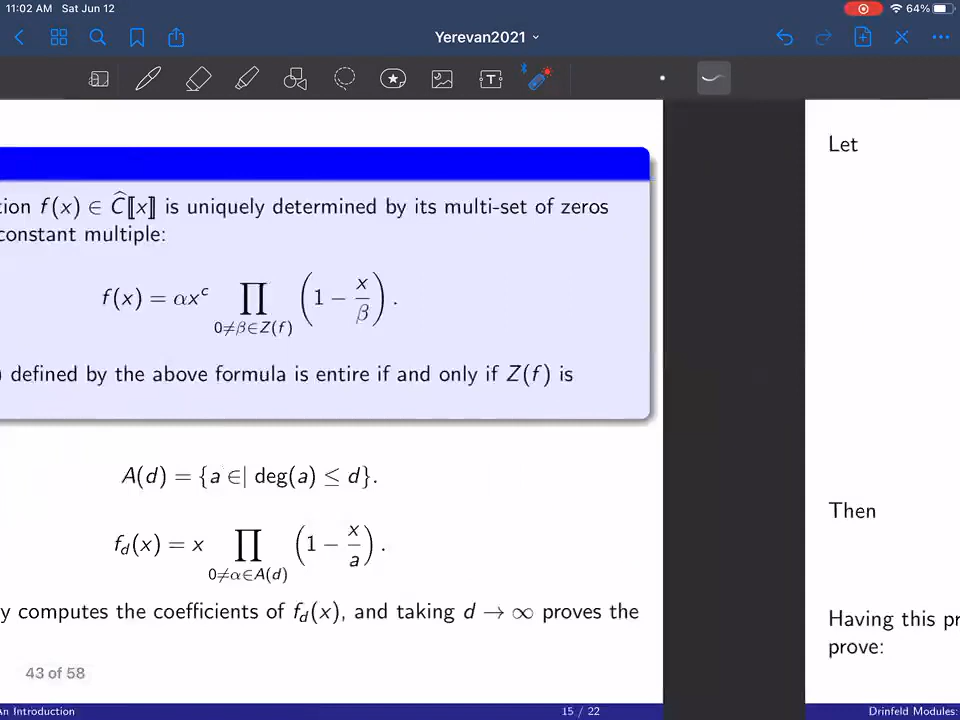 11:02 AM Sat Jun 12
64%
Yerevan2021
T
tion f(x) ∈ Ĉ⟦x⟧ is uniquely determined by its multi-set of zeros
constant multiple:
f(x) = αx^c ∏_{0≠β∈Z(f)} (1 − x/β).
) defined by the above formula is entire if and only if Z(f) is
A(d) = {a ∈| deg(a) ≤ d}.
f_d(x) = x ∏_{0≠α∈A(d)} (1 − x/a).
y computes the coefficients of f_d(x), and taking d → ∞ proves the
43 of 58
An Introduction
15 / 22
Let
Then
Having this pr
prove:
Drinfeld Modules: